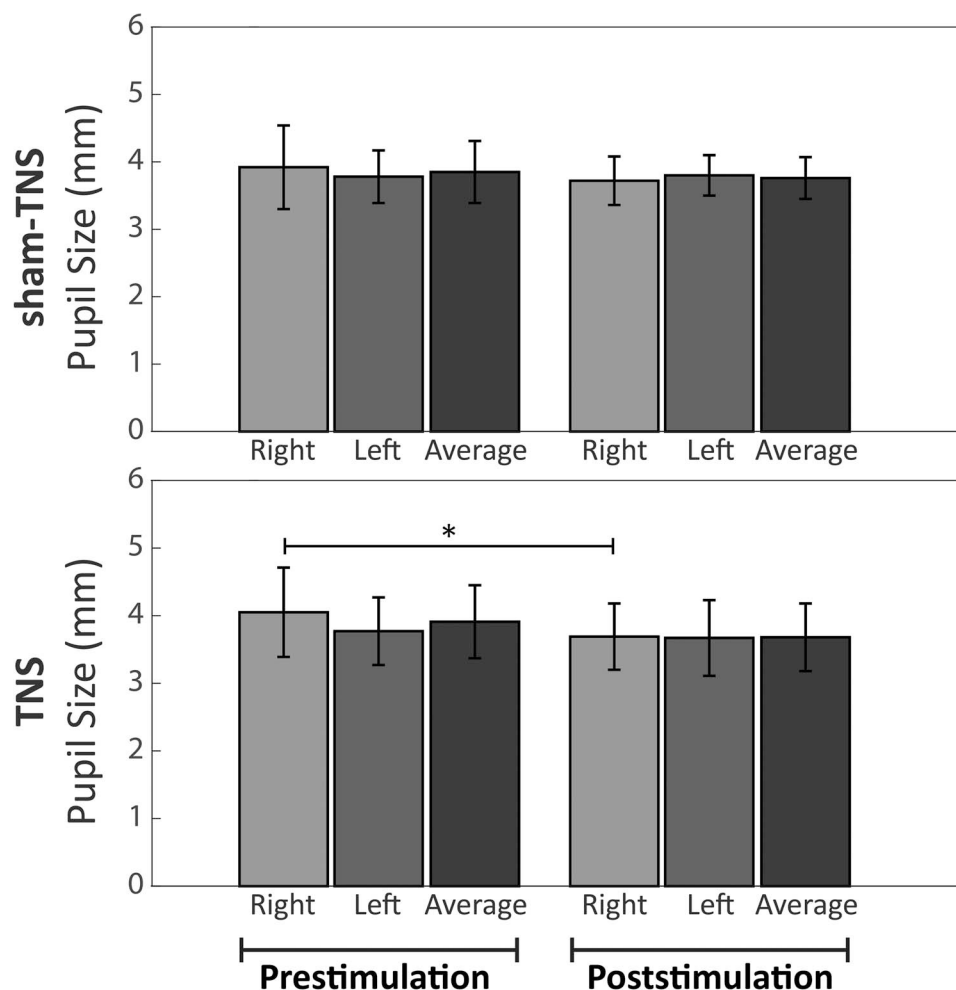 sham-TNS
Pupil Size (mm)
6
5
4
3
2
1
0
Right Left Average Right Left Average
TNS
Pupil Size (mm)
6
5
4
3
2
1
0
*
Right Left Average Right Left Average
Prestimulation Poststimulation